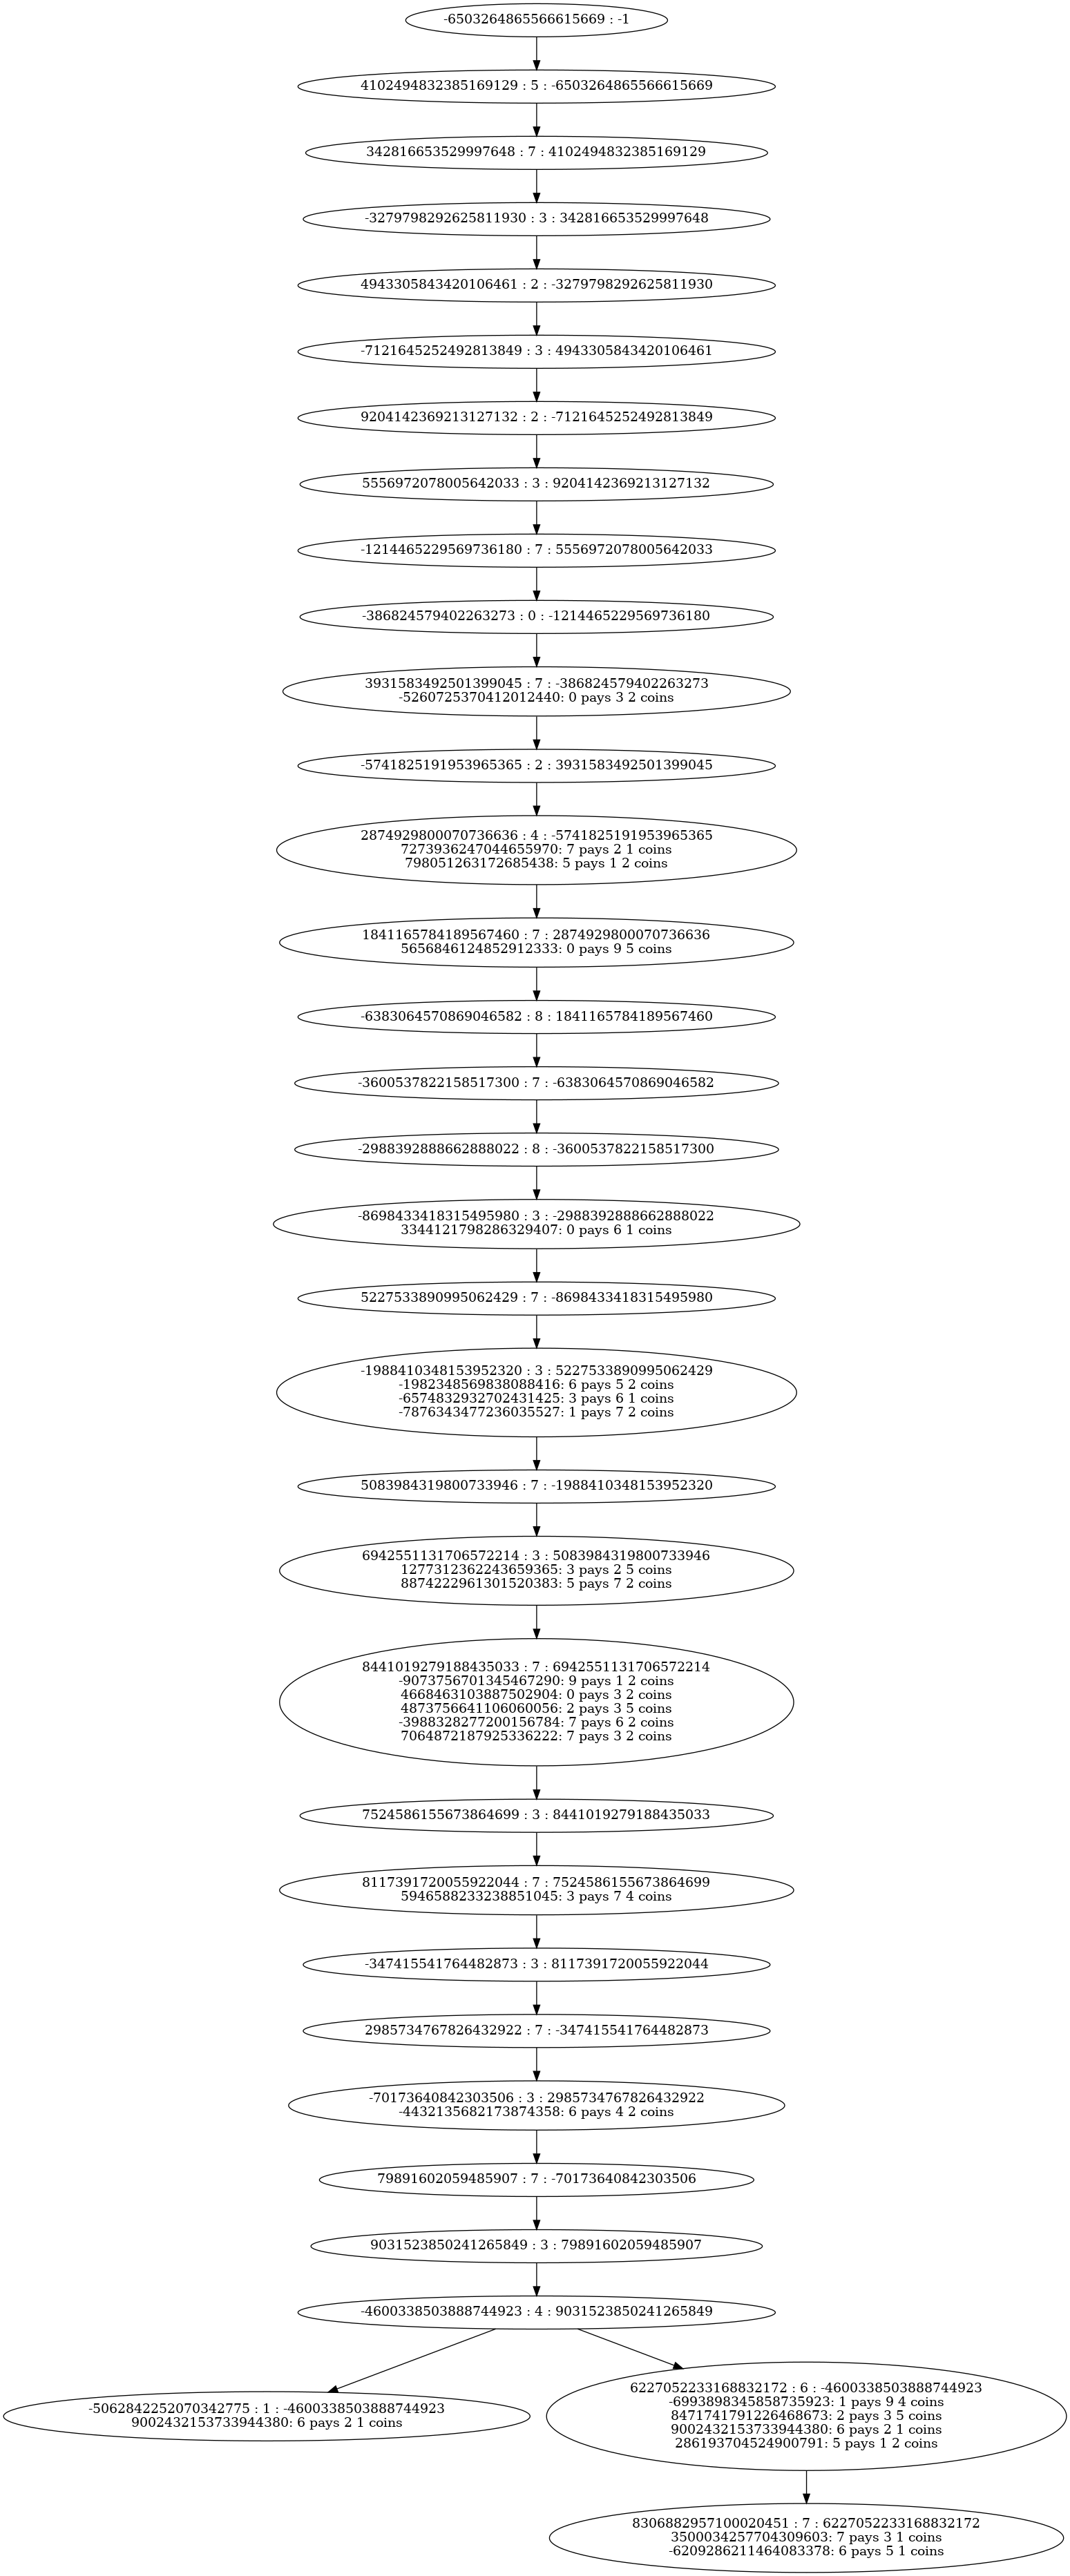 -6503264865566615669 : -1
4102494832385169129 : 5 : -6503264865566615669
342816653529997648 : 7 : 4102494832385169129
-3279798292625811930 : 3 : 342816653529997648
4943305843420106461 : 2 : -3279798292625811930
-7121645252492813849 : 3 : 4943305843420106461
9204142369213127132 : 2 : -7121645252492813849
5556972078005642033 : 3 : 9204142369213127132
-1214465229569736180 : 7 : 5556972078005642033
-386824579402263273 : 0 : -1214465229569736180
3931583492501399045 : 7 : -386824579402263273
-5260725370412012440: 0 pays 3 2 coins
-5741825191953965365 : 2 : 3931583492501399045
2874929800070736636 : 4 : -5741825191953965365
7273936247044655970: 7 pays 2 1 coins
798051263172685438: 5 pays 1 2 coins
1841165784189567460 : 7 : 2874929800070736636
5656846124852912333: 0 pays 9 5 coins
-6383064570869046582 : 8 : 1841165784189567460
-3600537822158517300 : 7 : -6383064570869046582
-2988392888662888022 : 8 : -3600537822158517300
-8698433418315495980 : 3 : -2988392888662888022
3344121798286329407: 0 pays 6 1 coins
5227533890995062429 : 7 : -8698433418315495980
-1988410348153952320 : 3 : 5227533890995062429
-1982348569838088416: 6 pays 5 2 coins
-6574832932702431425: 3 pays 6 1 coins
-7876343477236035527: 1 pays 7 2 coins
5083984319800733946 : 7 : -1988410348153952320
6942551131706572214 : 3 : 5083984319800733946
1277312362243659365: 3 pays 2 5 coins
8874222961301520383: 5 pays 7 2 coins
8441019279188435033 : 7 : 6942551131706572214
-9073756701345467290: 9 pays 1 2 coins
4668463103887502904: 0 pays 3 2 coins
4873756641106060056: 2 pays 3 5 coins
-3988328277200156784: 7 pays 6 2 coins
7064872187925336222: 7 pays 3 2 coins
7524586155673864699 : 3 : 8441019279188435033
8117391720055922044 : 7 : 7524586155673864699
5946588233238851045: 3 pays 7 4 coins
-347415541764482873 : 3 : 8117391720055922044
2985734767826432922 : 7 : -347415541764482873
-70173640842303506 : 3 : 2985734767826432922
-4432135682173874358: 6 pays 4 2 coins
79891602059485907 : 7 : -70173640842303506
9031523850241265849 : 3 : 79891602059485907
-4600338503888744923 : 4 : 9031523850241265849
-5062842252070342775 : 1 : -4600338503888744923
9002432153733944380: 6 pays 2 1 coins
6227052233168832172 : 6 : -4600338503888744923
-6993898345858735923: 1 pays 9 4 coins
8471741791226468673: 2 pays 3 5 coins
9002432153733944380: 6 pays 2 1 coins
286193704524900791: 5 pays 1 2 coins
8306882957100020451 : 7 : 6227052233168832172
3500034257704309603: 7 pays 3 1 coins
-6209286211464083378: 6 pays 5 1 coins